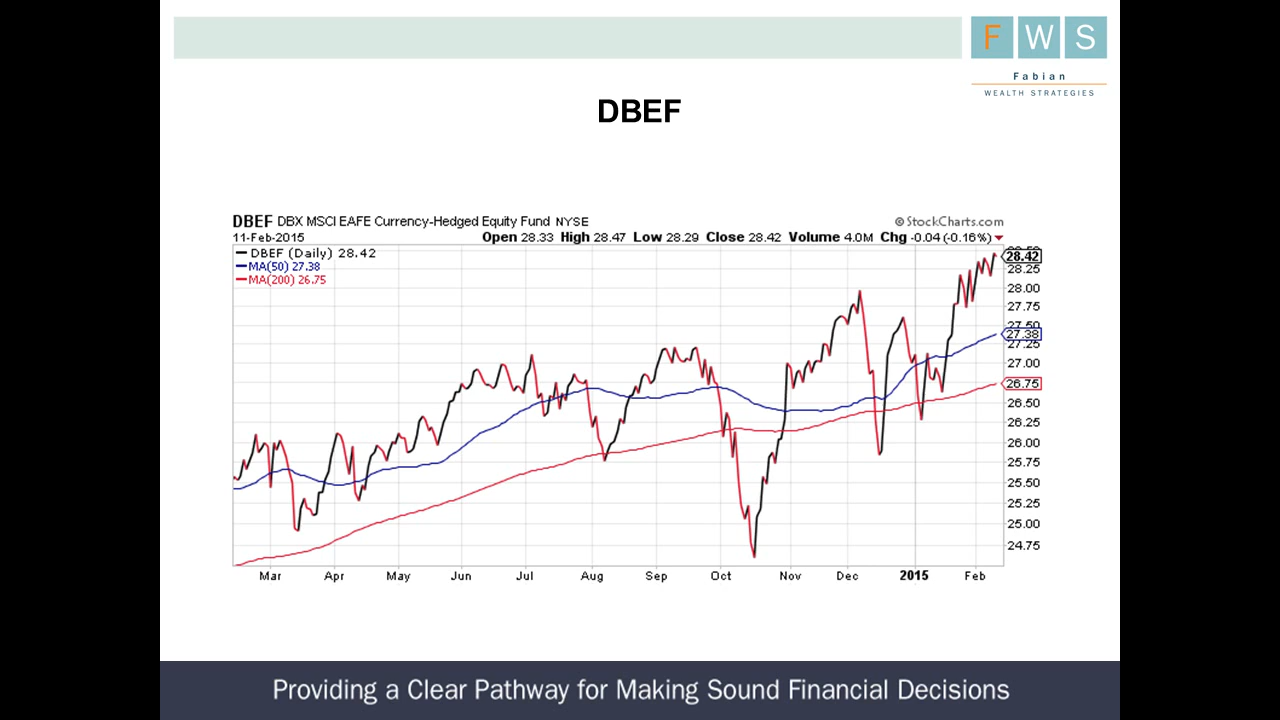 F W S
Fabian
WEALTH STRATEGIES
DBEF
DBEF DBX MSCI EAFE Currency-Hedged Equity Fund NYSE
® StockCharts.com
11-Feb-2015
Open 28.33 High 28.47 Low 28.29 Close 28.42 Volume 4.0M Chg -0.04 (-0.16%)
DBEF (Daily) 28.42
MA(50) 27.38
MA(200) 26.75
28.42
28.25
28.00
27.75
27.50
27.38
27.25
27.00
26.75
26.50
26.25
26.00
25.75
25.50
25.25
25.00
24.75
Mar Apr May Jun Jul Aug Sep Oct Nov Dec 2015 Feb
Providing a Clear Pathway for Making Sound Financial Decisions